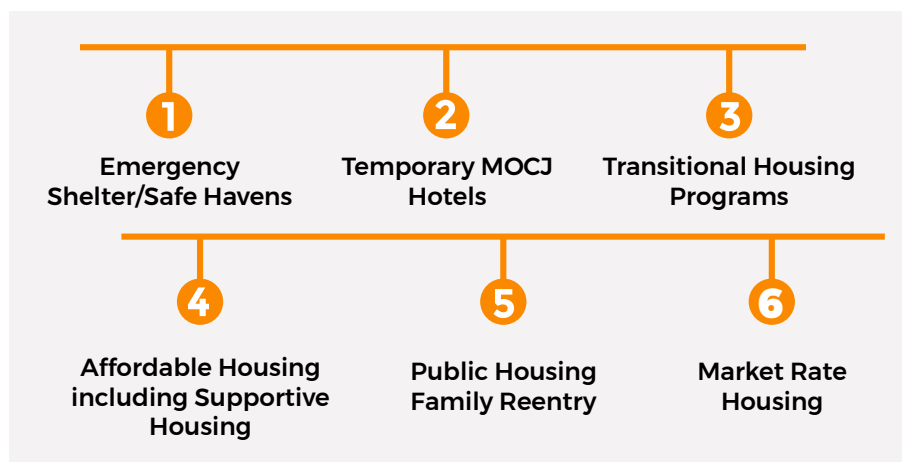 1
2
3
Emergency
Shelter/Safe Havens
Temporary MOCJ
Hotels
Transitional Housing
Programs
4
5
6
Affordable Housing
including Supportive
Housing
Public Housing
Family Reentry
Market Rate
Housing